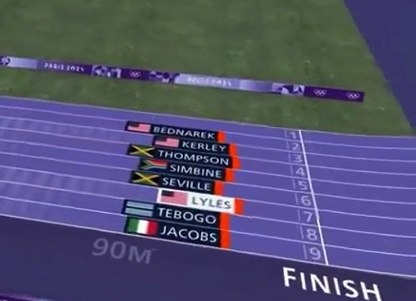 PARIS 2024
PARIS 2024
BEDNAREK
KERLEY
THOMPSON
SIMBINE
SEVILLE
LYLES
TEBOGO
JACOBS
1
2
3
4
5
6
7
8
9
90M
FINISH